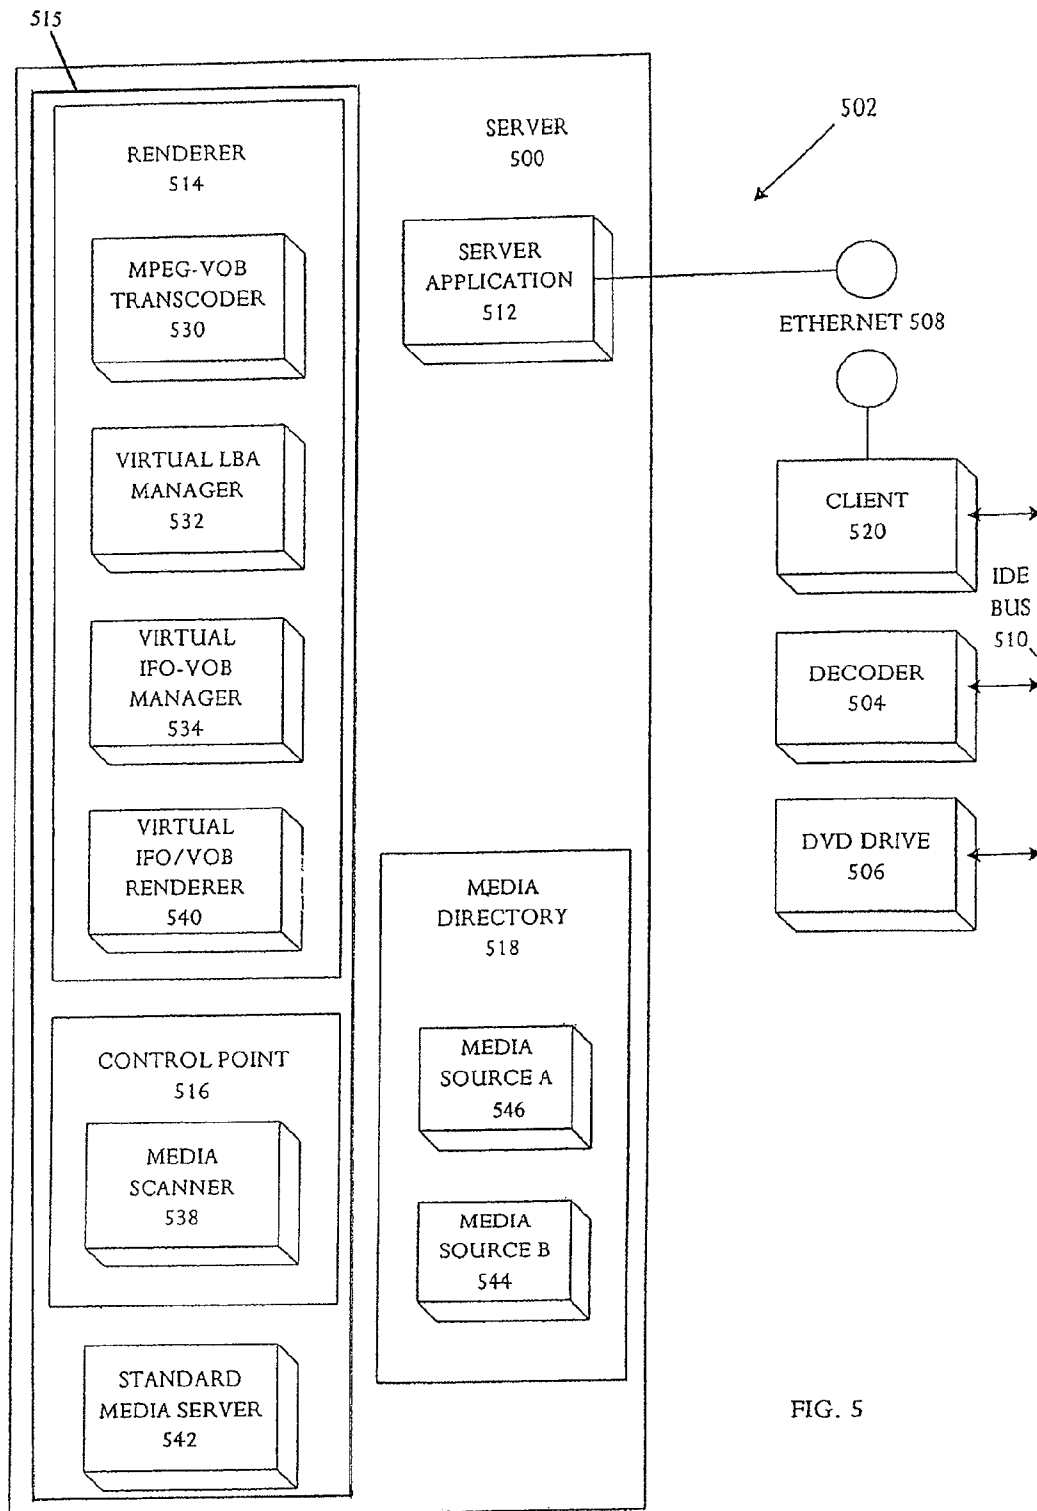 515
RENDERER
514
MPEG-VOB
TRANSCODER
530
VIRTUAL LBA
MANAGER
532
VIRTUAL
IFO-VOB
MANAGER
534
VIRTUAL
IFO/VOB
RENDERER
540
CONTROL POINT
516
MEDIA
SCANNER
538
STANDARD
MEDIA SERVER
542
SERVER
500
SERVER
APPLICATION
512
MEDIA
DIRECTORY
518
MEDIA
SOURCE A
546
MEDIA
SOURCE B
544
502
ETHERNET 508
CLIENT
520
IDE
BUS
510
DECODER
504
DVD DRIVE
506
FIG. 5